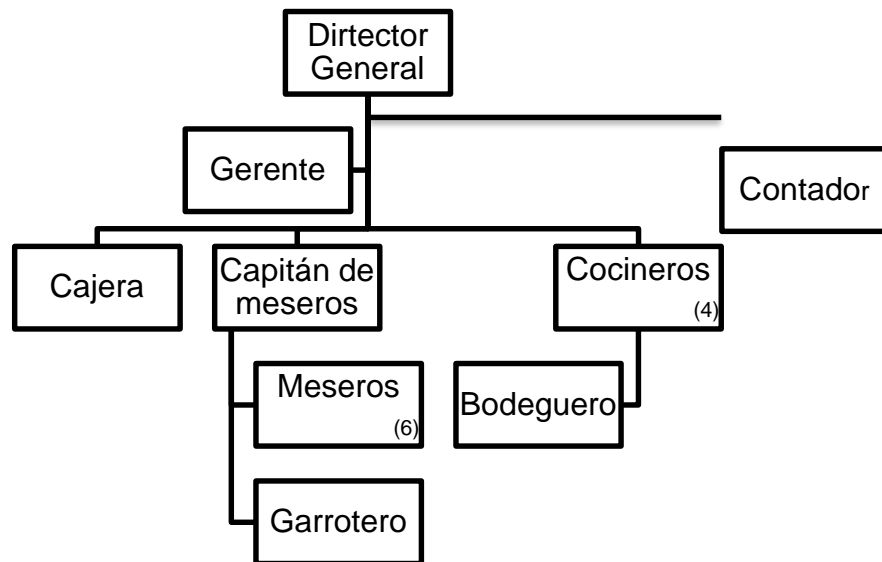 Dirtector
General
Gerente
Contador
Cajera
Capitán de
meseros
Cocineros
(4)
Meseros
(6)
Bodeguero
Garrotero